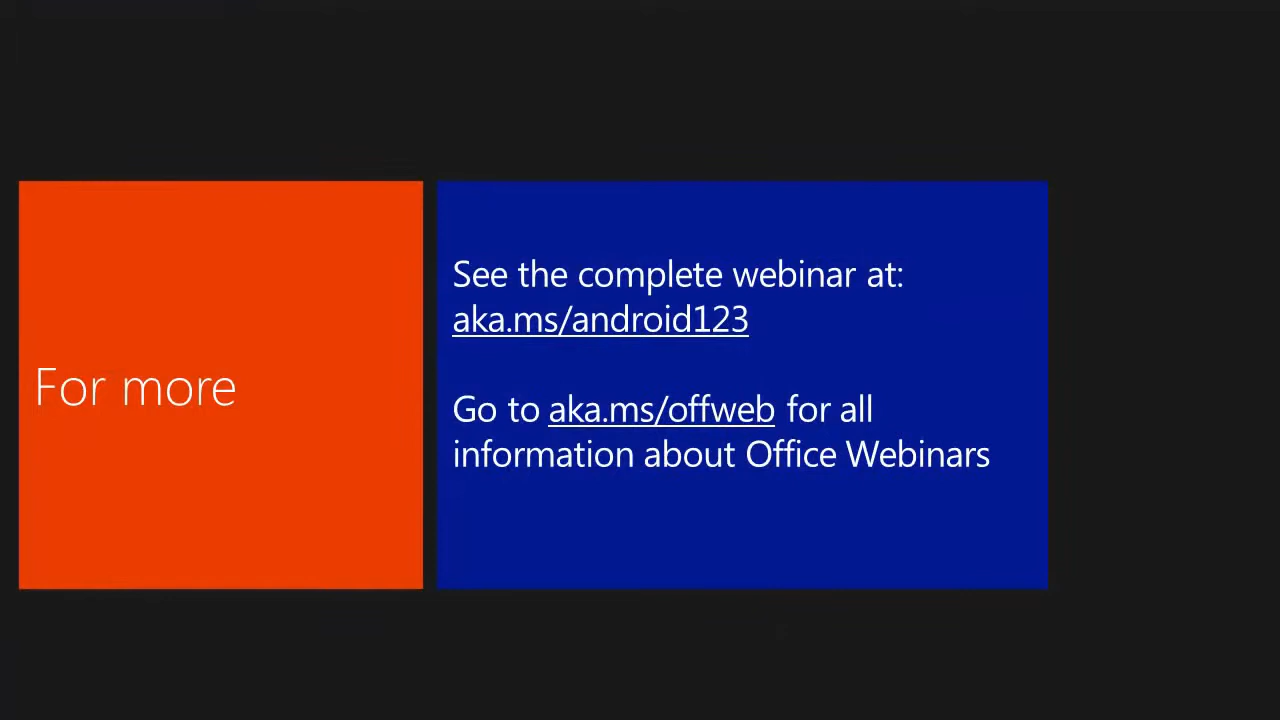 For more
See the complete webinar at:
aka.ms/android123
Go to aka.ms/offweb for all
information about Office Webinars